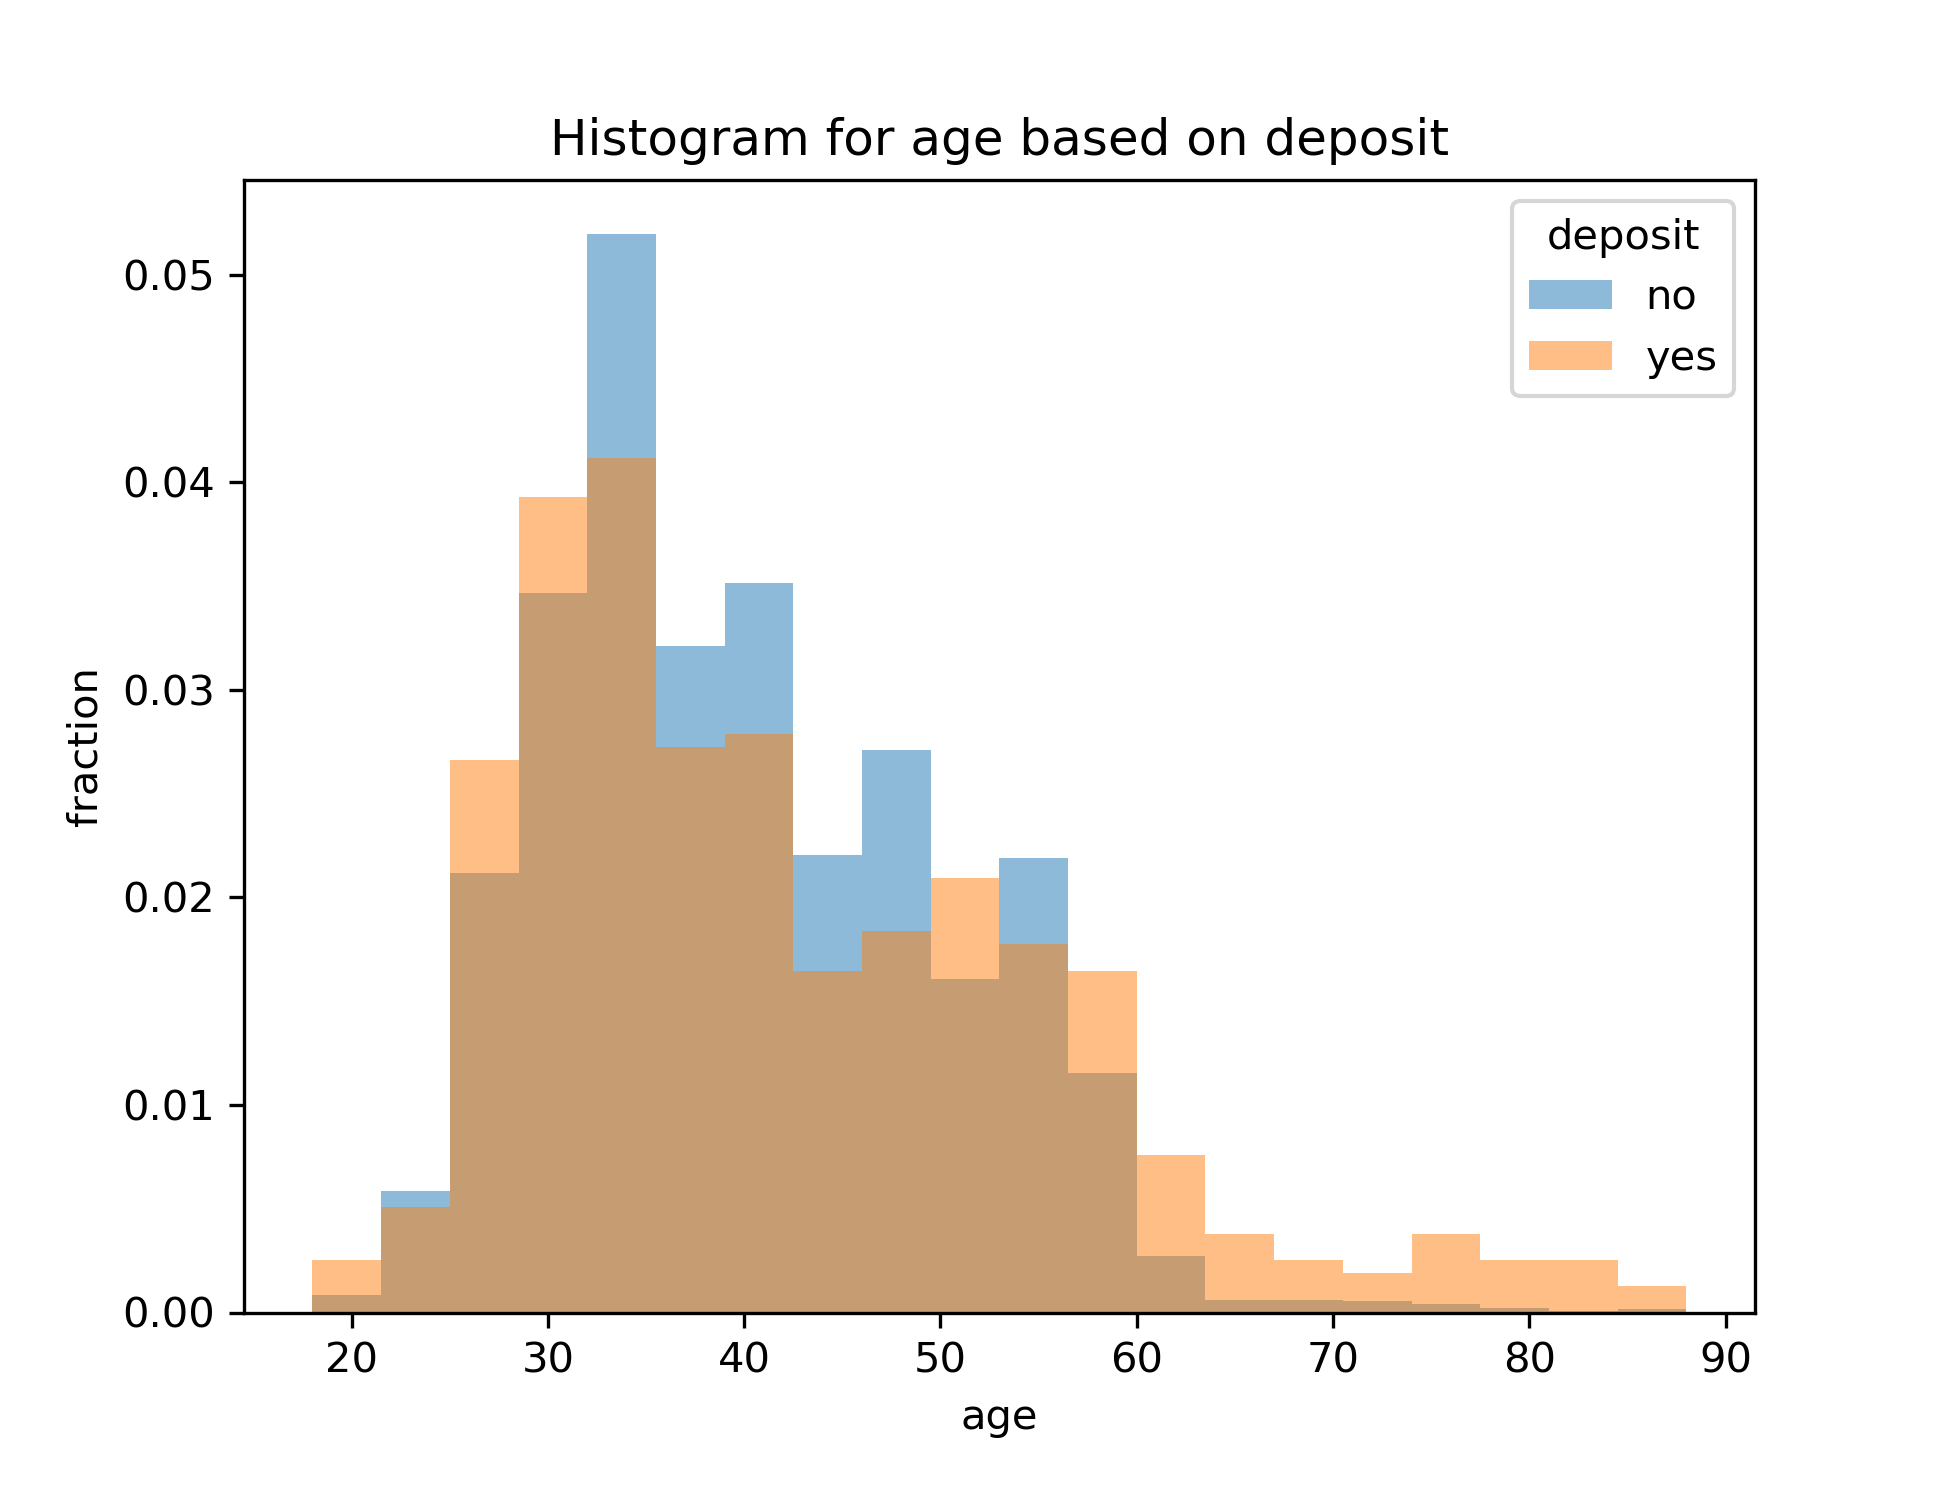 Histogram for age based on deposit
deposit
no
yes
0.05
0.04
0.03
0.02
0.01
0.00
fraction
20 30 40 50 60 70 80 90
age